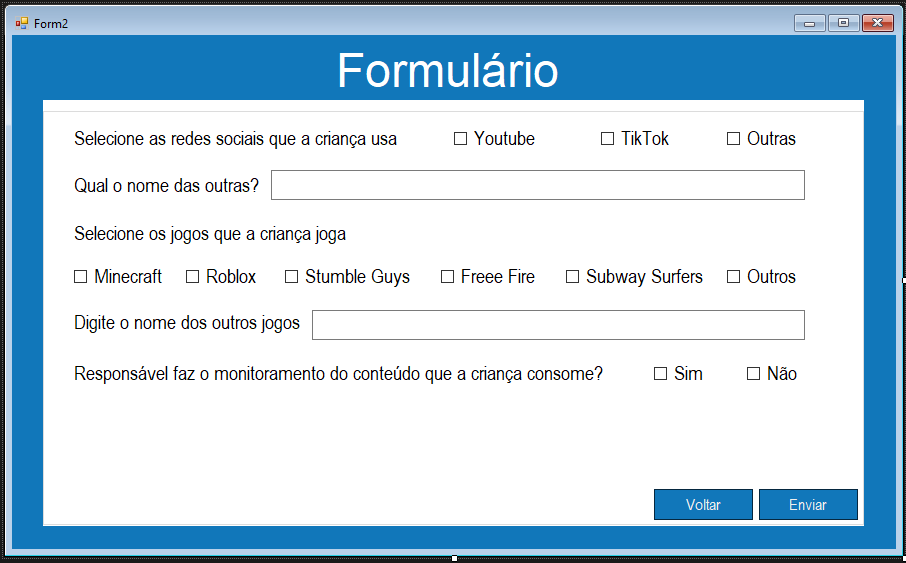 Form2
Formulário
Selecione as redes sociais que a criança usa Youtube TikTok Outras
Qual o nome das outras?
Selecione os jogos que a criança joga
Minecraft Roblox Stumble Guys Freee Fire Subway Surfers Outros
Digite o nome dos outros jogos
Responsável faz o monitoramento do conteúdo que a criança consome? Sim Não
Voltar Enviar